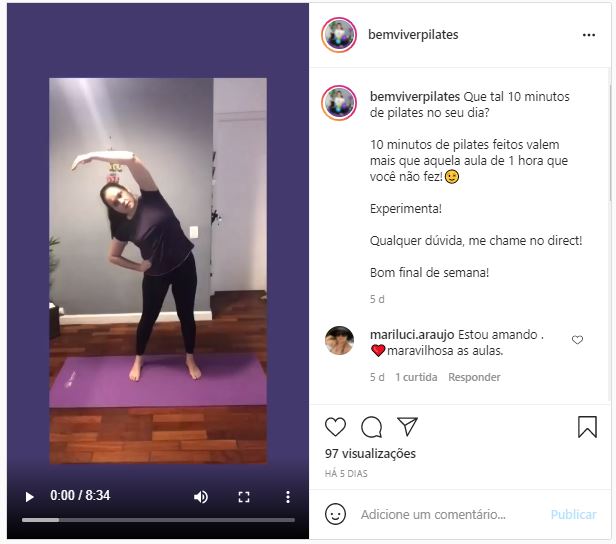 bemviverpilates
bemviverpilates Que tal 10 minutos
de pilates no seu dia?
10 minutos de pilates feitos valem
mais que aquela aula de 1 hora que
você não fez!😉
Experimenta!
Qualquer dúvida, me chame no direct!
Bom final de semana!
5 d
mariluci.araujo Estou amando .
❤️maravilhosa as aulas.
5 d 1 curtida Responder
97 visualizações
HÁ 5 DIAS
0:00 / 8:34
Adicione um comentário... Publicar